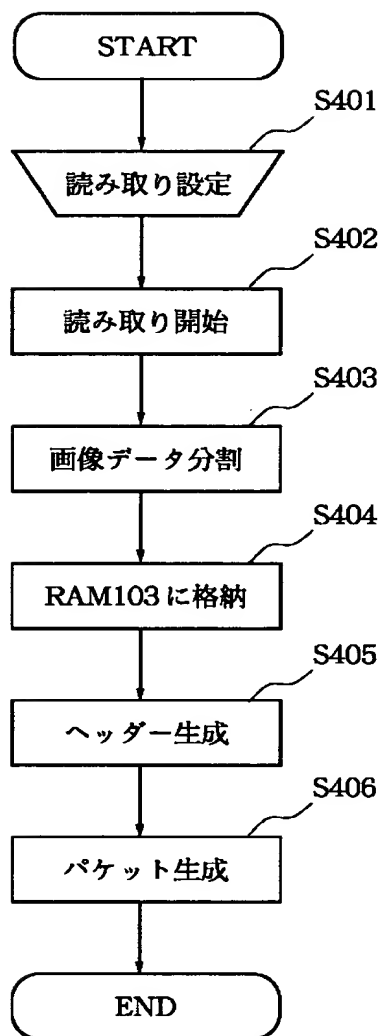 START
S401
読み取り設定
S402
読み取り開始
S403
画像データ分割
S404
RAM103に格納
S405
ヘッダー生成
S406
パケット生成
END